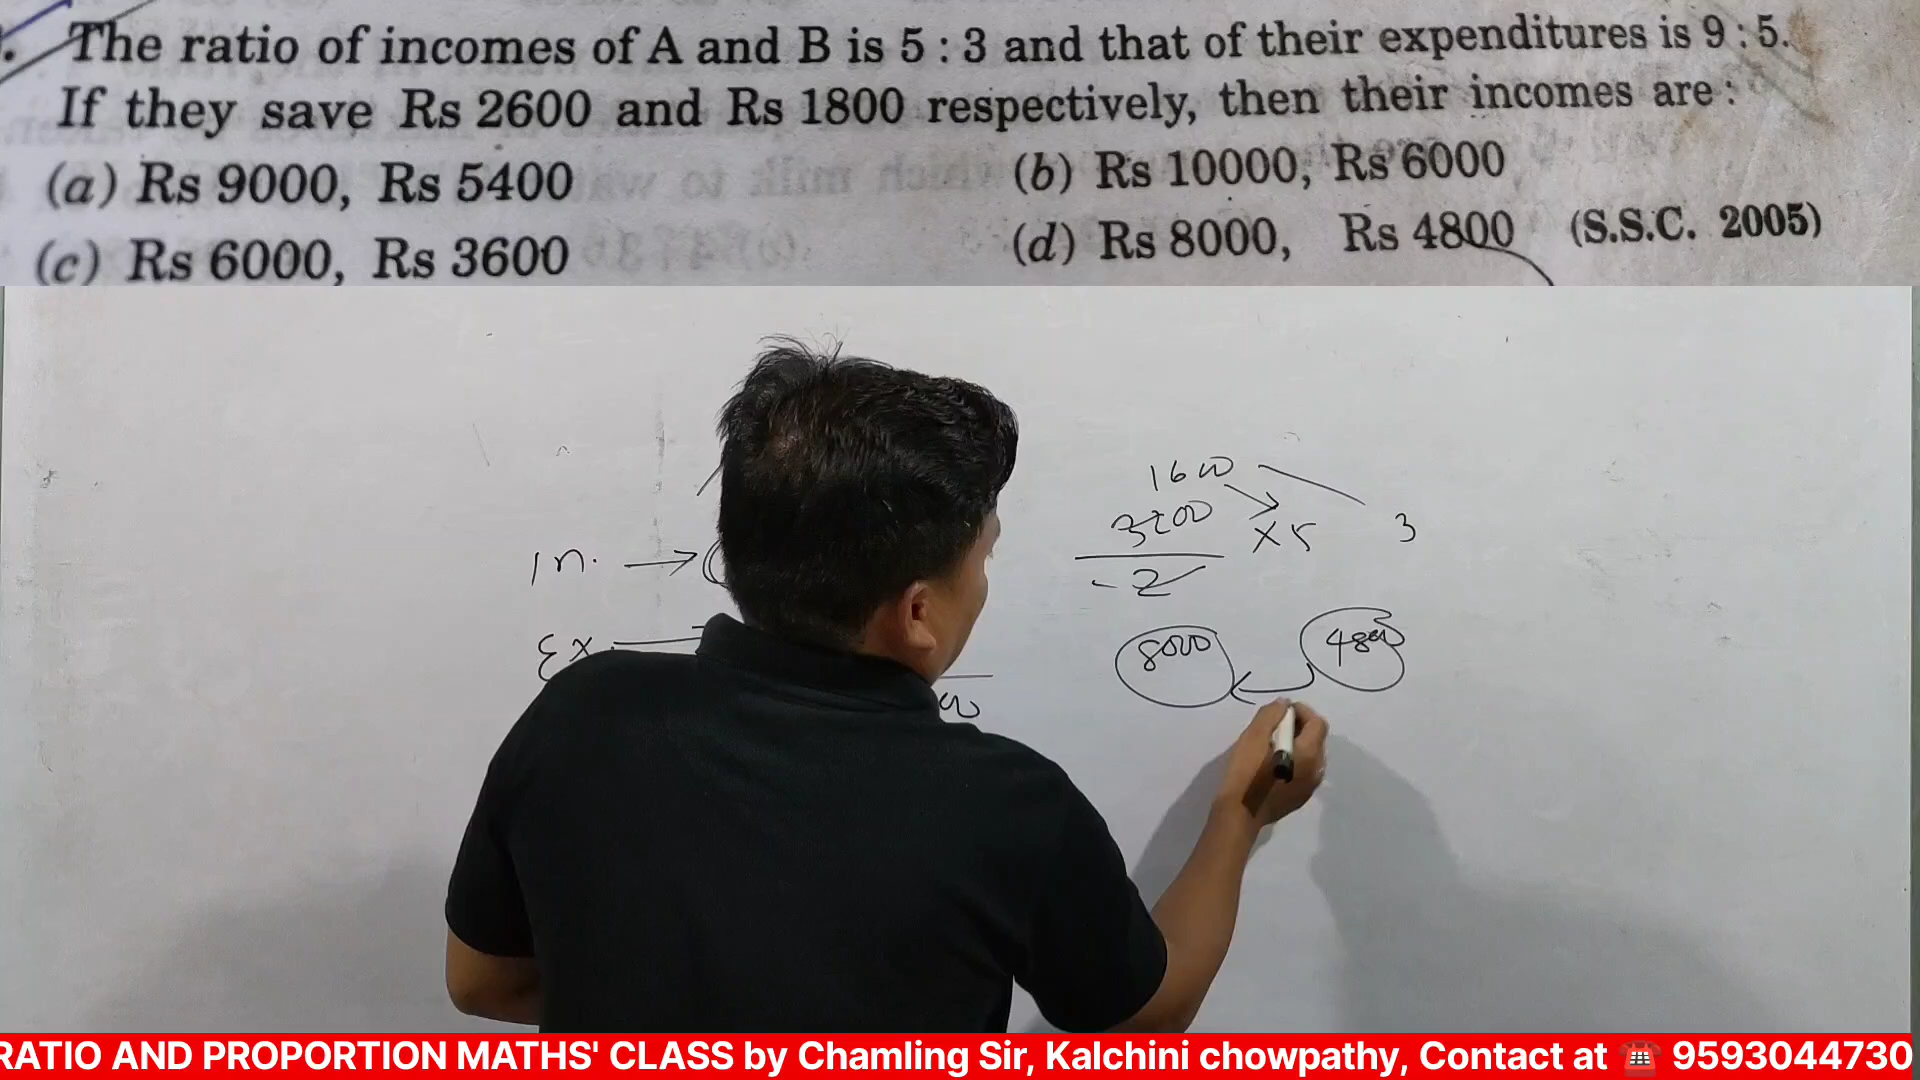 The ratio of incomes of A and B is 5 : 3 and that of their expenditures is 9 : 5.
If they save Rs 2600 and Rs 1800 respectively, then their incomes are :
(a) Rs 9000, Rs 5400 (b) Rs 10000, Rs 6000
(c) Rs 6000, Rs 3600 (d) Rs 8000, Rs 4800 (S.S.C. 2005)
1600
3200 × 5 3
In. →
- 2
Ex.
8000 4800
RATIO AND PROPORTION MATHS' CLASS by Chamling Sir, Kalchini chowpathy, Contact at ☎ 9593044730